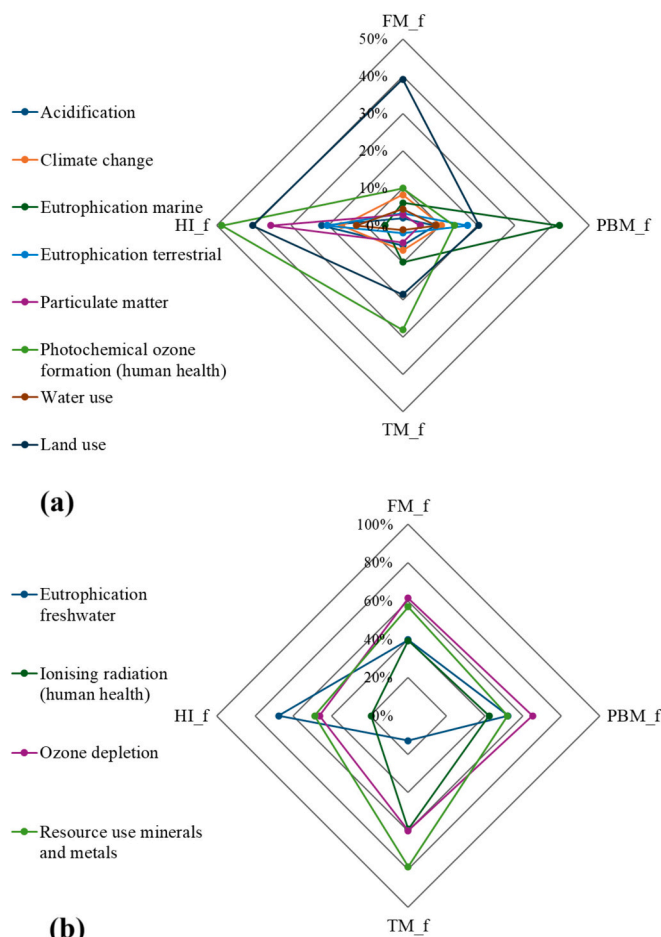 FM_f
50%
40%
30%
20%
10%
0%
HI_f
PBM_f
TM_f
Acidification
Climate change
Eutrophication marine
Eutrophication terrestrial
Particulate matter
Photochemical ozone
formation (human health)
Water use
Land use
(a)
FM_f
100%
80%
60%
40%
20%
0%
HI_f
PBM_f
TM_f
Eutrophication
freshwater
Ionising radiation
(human health)
Ozone depletion
Resource use minerals
and metals
(b)